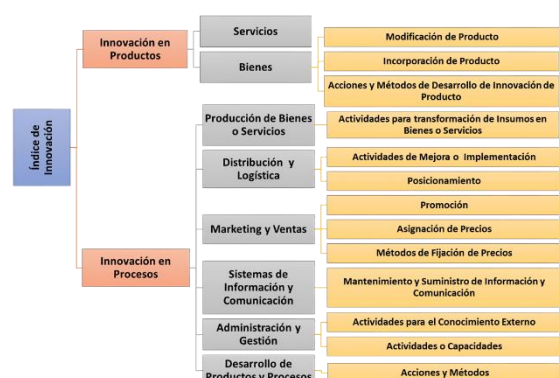 Índice de
Innovación
Innovación en
Productos
Servicios
Bienes
Modificación de Producto
Incorporación de Producto
Acciones y Métodos de Desarrollo de Innovación de
Producto
Innovación en
Procesos
Producción de Bienes
o Servicios
Actividades para transformación de Insumos en
Bienes o Servicios
Distribución y
Logística
Actividades de Mejora o Implementación
Posicionamiento
Marketing y Ventas
Promoción
Asignación de Precios
Métodos de Fijación de Precios
Sistemas de
Información y
Comunicación
Mantenimiento y Suministro de Información y
Comunicación
Administración y
Gestión
Actividades para el Conocimiento Externo
Actividades o Capacidades
Desarrollo de
Productos y Procesos
Acciones y Métodos